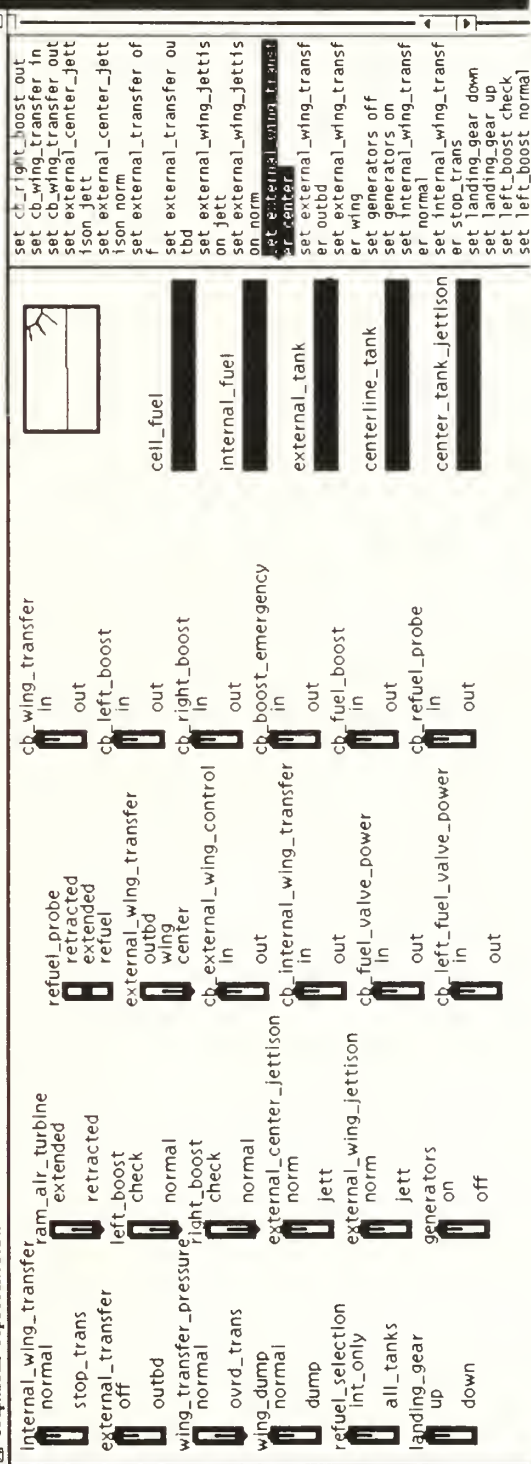 internal_wing_transfer
normal
stop_trans
external_transfer
off
outbd
wing_transfer_pressure
normal
ovrd_trans
wing_dump
normal
dump
refuel_selection
int_only
all_tanks
landing_gear
up
down
ram_air_turbine
extended
retracted
left_boost
check
normal
right_boost
check
normal
external_center_jettison
norm
jett
external_wing_jettison
norm
jett
generators
on
off
refuel_probe
retracted
extended
refuel
external_wing_transfer
outbd
wing
center
cb_external_wing_control
in
out
cb_internal_wing_transfer
in
out
cb_fuel_valve_power
in
out
cb_left_fuel_valve_power
in
out
cb_wing_transfer
in
out
cb_left_boost
in
out
cb_right_boost
in
out
cb_boost_emergency
in
out
cb_fuel_boost
in
out
cb_refuel_probe
in
out
cell_fuel
internal_fuel
external_tank
centerline_tank
center_tank_jettison
set cb_right_boost out
set cb_wing_transfer in
set cb_wing_transfer out
set external_center_jett
ison jett
set external_center_jett
ison norm
set external_transfer of
f
set external_transfer ou
tbd
set external_wing_jettis
on jett
set external_wing_jettis
on norm
set external_wing_transf
er center
set external_wing_transf
er outbd
set external_wing_transf
er wing
set generators off
set generators on
set internal_wing_transf
er normal
set internal_wing_transf
er stop_trans
set landing_gear down
set landing_gear up
set left_boost check
set left_boost normal